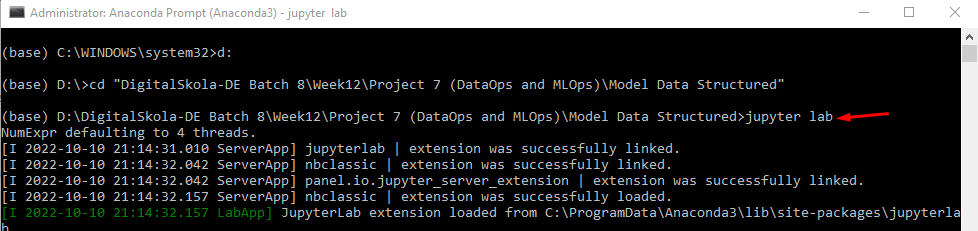 Administrator: Anaconda Prompt (Anaconda3) - jupyter lab
(base) C:\WINDOWS\system32>d:
(base) D:\>cd "DigitalSkola-DE Batch 8\Week12\Project 7 (DataOps and MLOps)\Model Data Structured"
(base) D:\DigitalSkola-DE Batch 8\Week12\Project 7 (DataOps and MLOps)\Model Data Structured>jupyter lab
NumExpr defaulting to 4 threads.
[I 2022-10-10 21:14:31.010 ServerApp] jupyterlab | extension was successfully linked.
[I 2022-10-10 21:14:32.042 ServerApp] nbclassic | extension was successfully linked.
[I 2022-10-10 21:14:32.042 ServerApp] panel.io.jupyter_server_extension | extension was successfully linked.
[I 2022-10-10 21:14:32.157 ServerApp] nbclassic | extension was successfully loaded.
[I 2022-10-10 21:14:32.157 LabApp] JupyterLab extension loaded from C:\ProgramData\Anaconda3\lib\site-packages\jupyterla
b